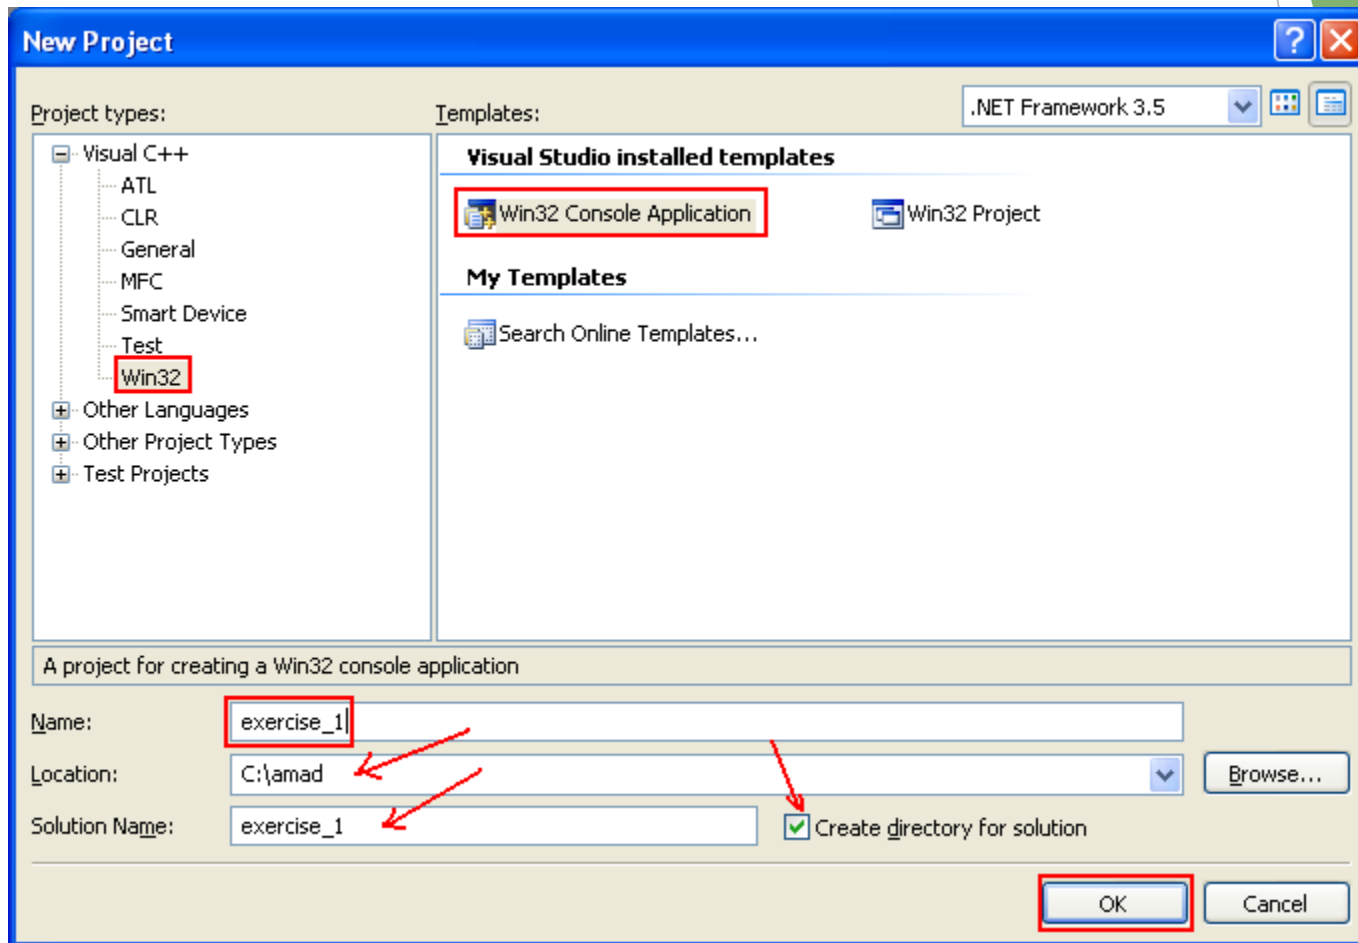 New Project
Project types:
Templates:
.NET Framework 3.5
Visual C++
ATL
CLR
General
MFC
Smart Device
Test
Win32
Other Languages
Other Project Types
Test Projects
Visual Studio installed templates
Win32 Console Application
Win32 Project
My Templates
Search Online Templates...
A project for creating a Win32 console application
Name:
exercise_1
Location:
C:\amad
Browse...
Solution Name:
exercise_1
Create directory for solution
OK
Cancel